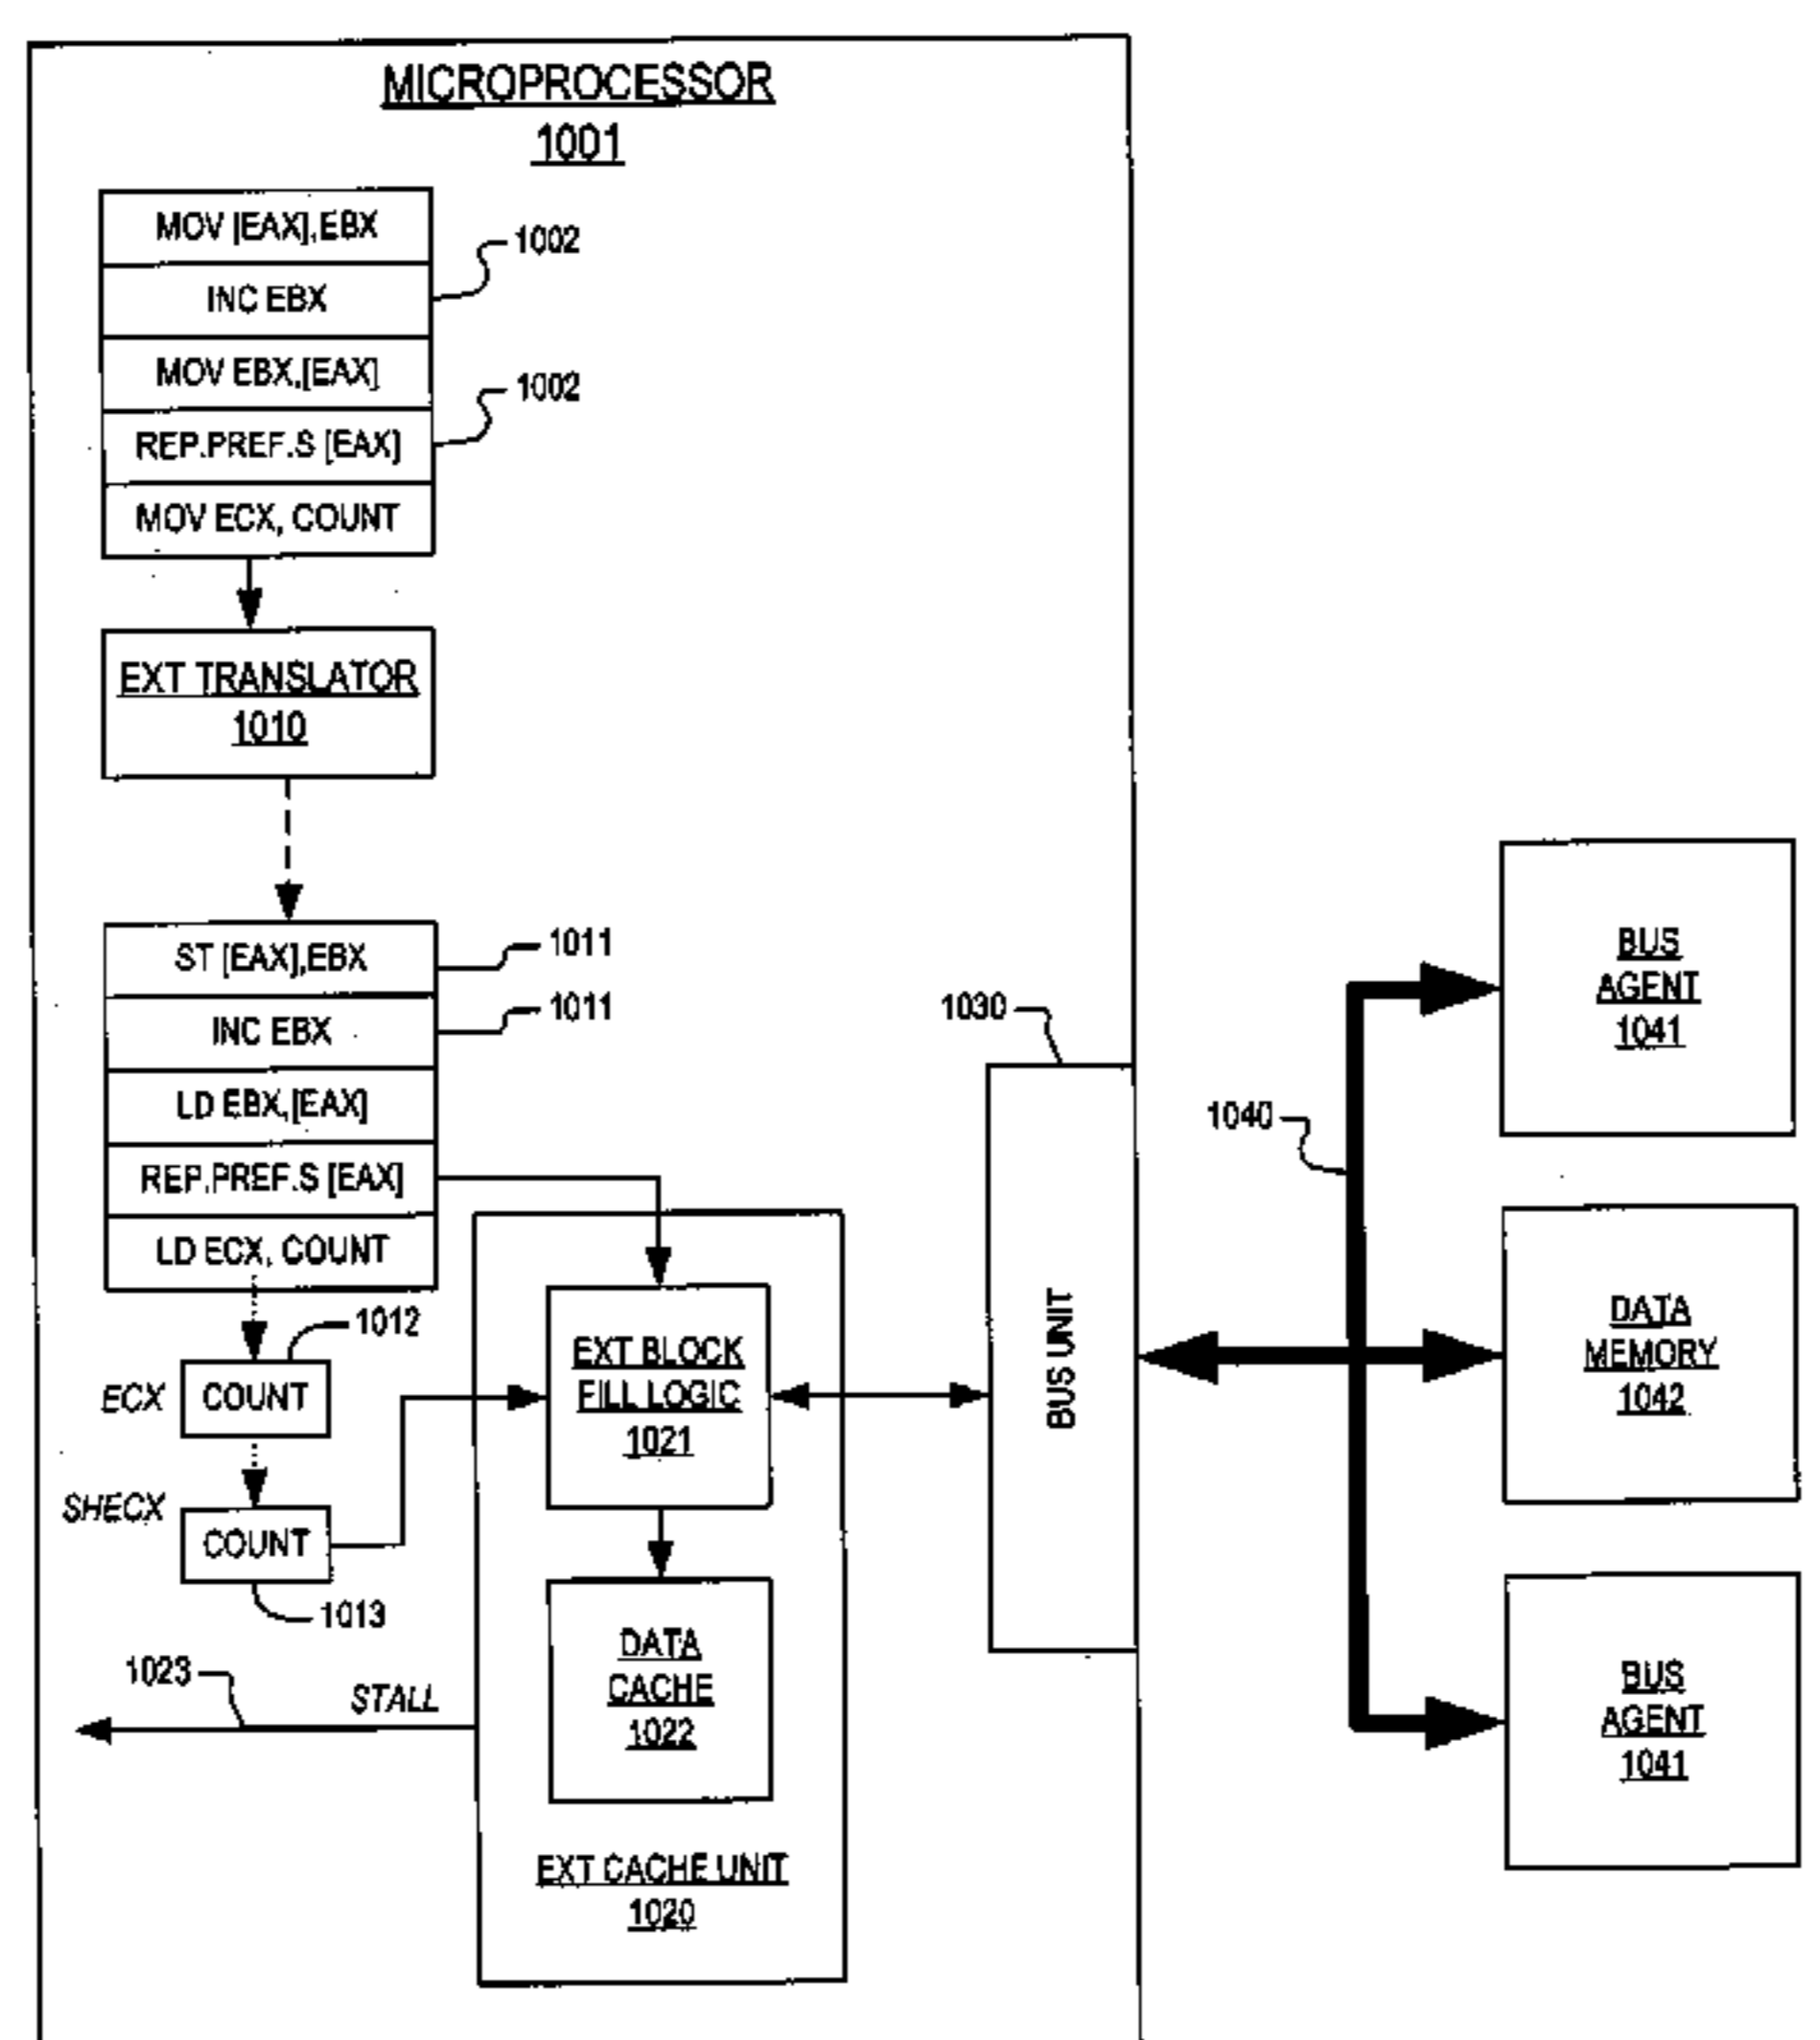 MICROPROCESSOR
1001
MOV [EAX],EBX
1002
INC EBX
MOV EBX,[EAX]
1002
REP.PREF.S [EAX]
MOV ECX, COUNT
EXT TRANSLATOR
1010
ST [EAX],EBX
1011
INC EBX
1011
LD EBX,[EAX]
REP.PREF.S [EAX]
LD ECX, COUNT
1012
ECX
COUNT
SHECX
COUNT
1013
1023
STALL
EXT BLOCK
FILL LOGIC
1021
DATA
CACHE
1022
EXT CACHE UNIT
1020
1030
BUS UNIT
1040
BUS
AGENT
1041
DATA
MEMORY
1042
BUS
AGENT
1041